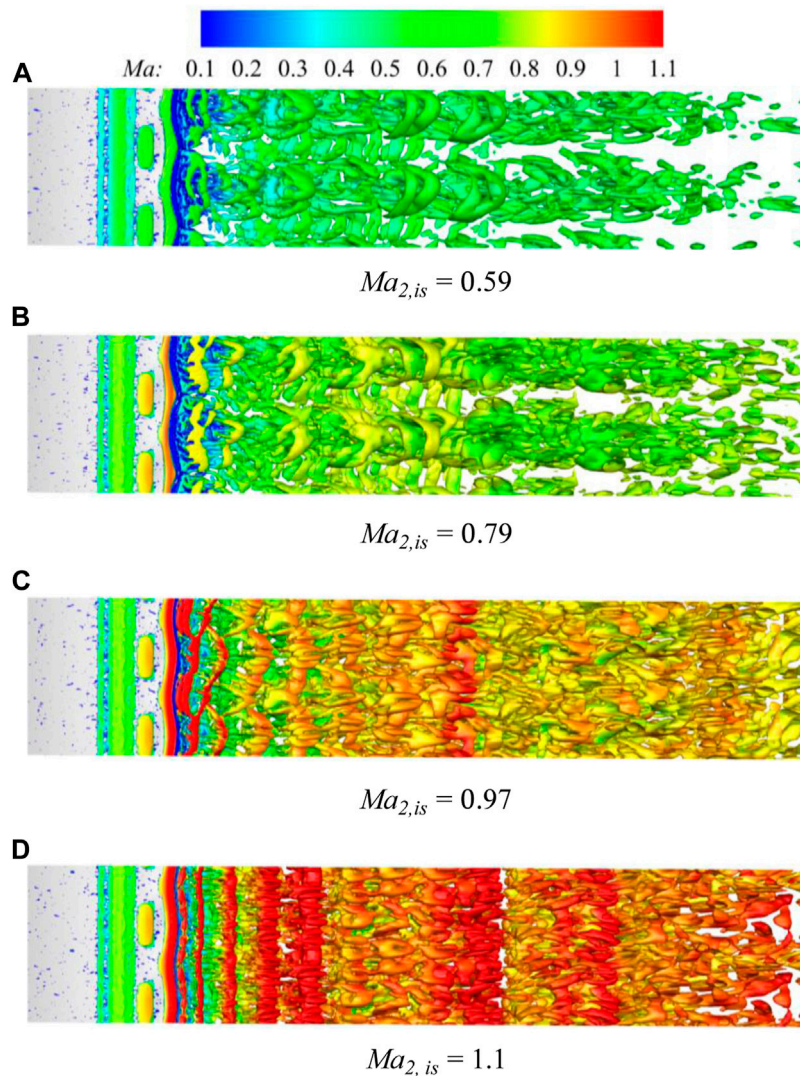 Ma: 0.1 0.2 0.3 0.4 0.5 0.6 0.7 0.8 0.9 1 1.1
A
Ma2,is = 0.59
B
Ma2,is = 0.79
C
Ma2,is = 0.97
D
Ma2, is = 1.1